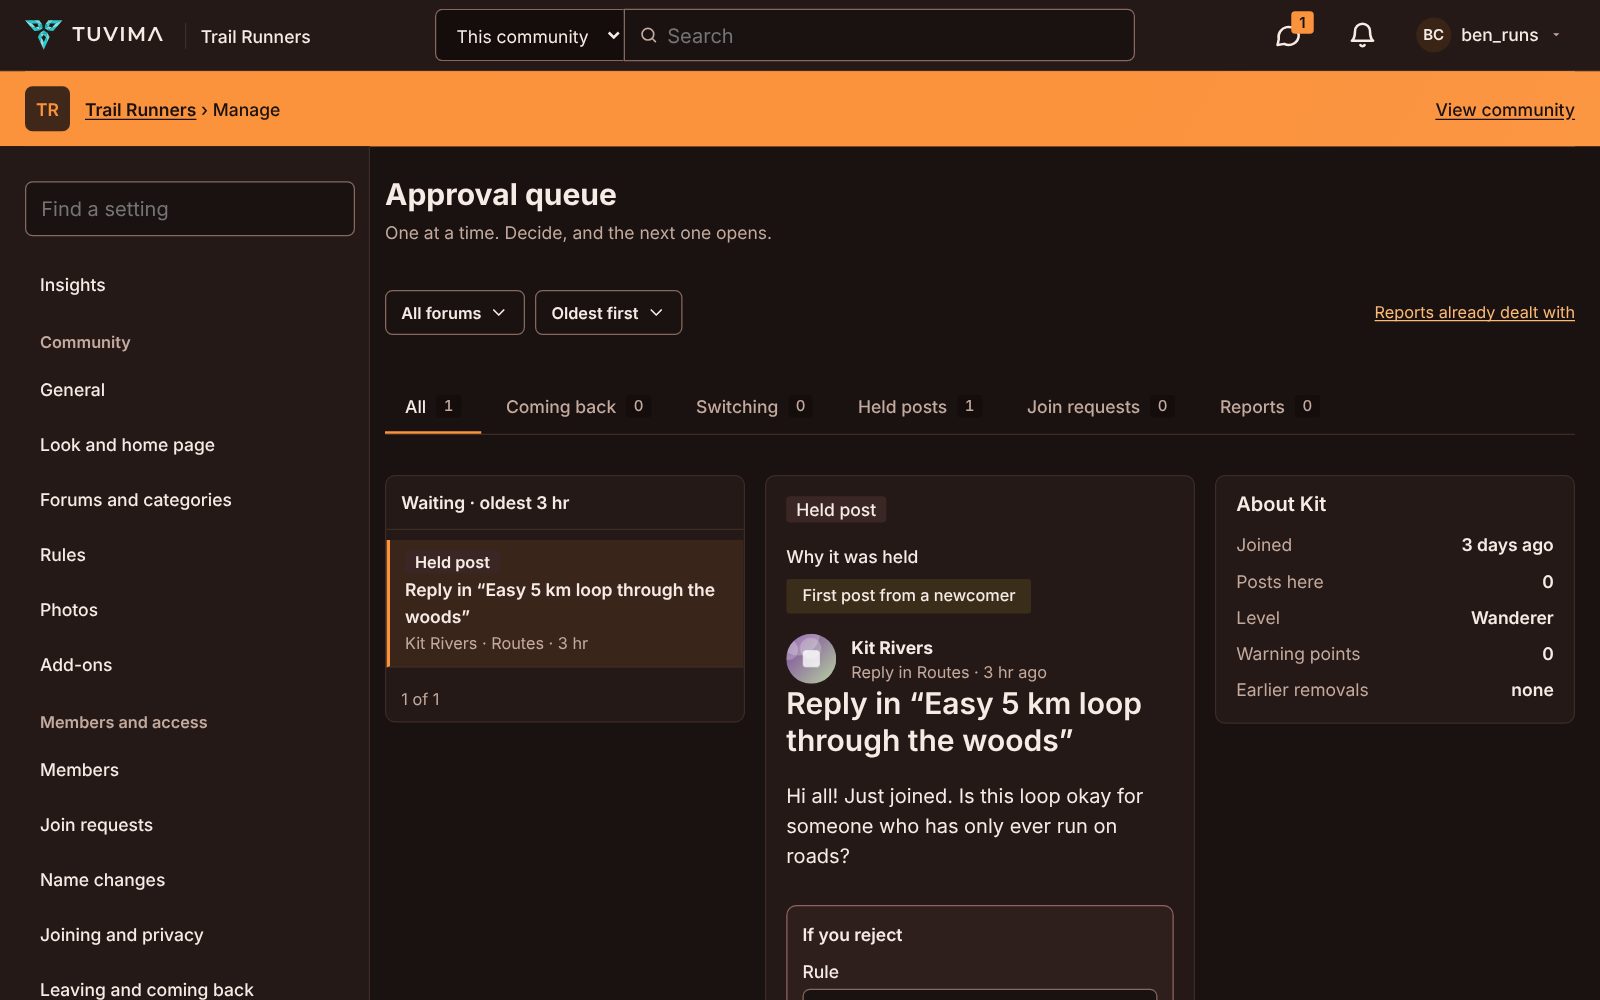 TUVIMA
Trail Runners
This community
Search
1
BC
ben_runs
TR
Trail Runners › Manage
View community
Find a setting
Insights
Community
General
Look and home page
Forums and categories
Rules
Photos
Add-ons
Members and access
Members
Join requests
Name changes
Joining and privacy
Leaving and coming back
Approval queue
One at a time. Decide, and the next one opens.
All forums
Oldest first
Reports already dealt with
All 1
Coming back 0
Switching 0
Held posts 1
Join requests 0
Reports 0
Waiting · oldest 3 hr
Held post
Reply in “Easy 5 km loop through the
woods”
Kit Rivers · Routes · 3 hr
1 of 1
Held post
Why it was held
First post from a newcomer
Kit Rivers
Reply in Routes · 3 hr ago
Reply in “Easy 5 km loop
through the woods”
Hi all! Just joined. Is this loop okay for
someone who has only ever run on
roads?
If you reject
Rule
About Kit
Joined 3 days ago
Posts here 0
Level Wanderer
Warning points 0
Earlier removals none